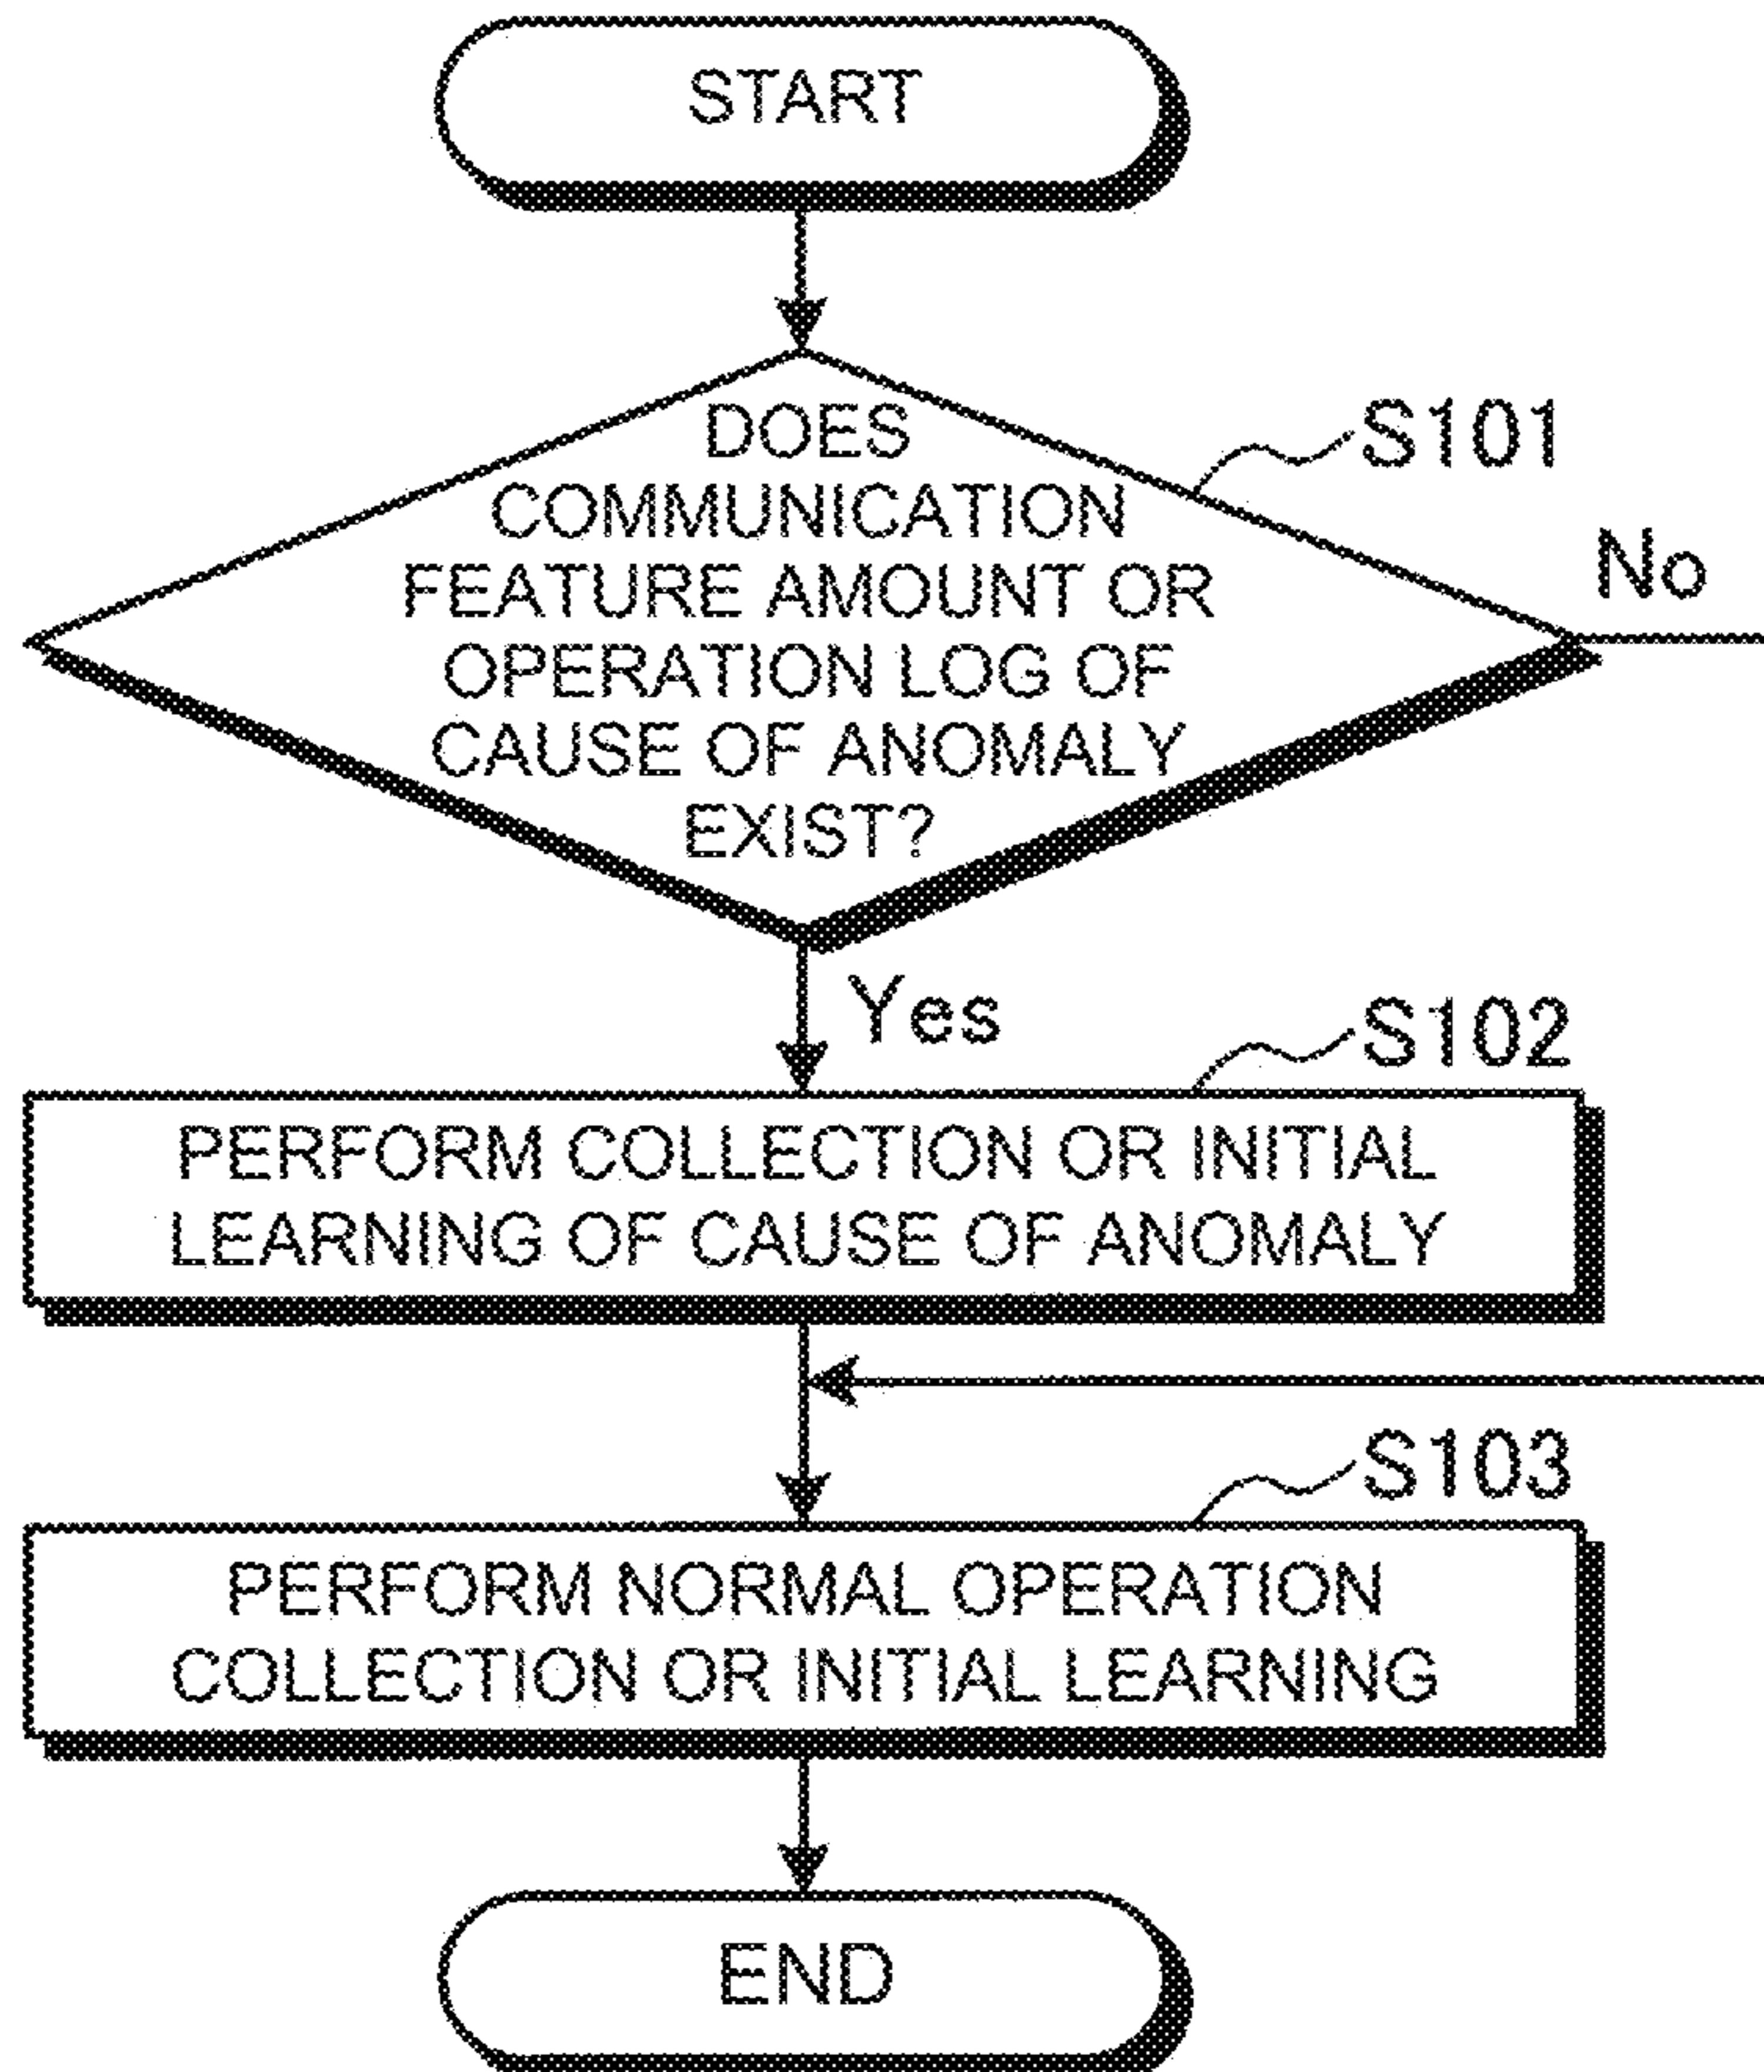 START
DOES
COMMUNICATION
FEATURE AMOUNT OR
OPERATION LOG OF
CAUSE OF ANOMALY
EXIST?
S101
No
Yes
S102
PERFORM COLLECTION OR INITIAL
LEARNING OF CAUSE OF ANOMALY
S103
PERFORM NORMAL OPERATION
COLLECTION OR INITIAL LEARNING
END